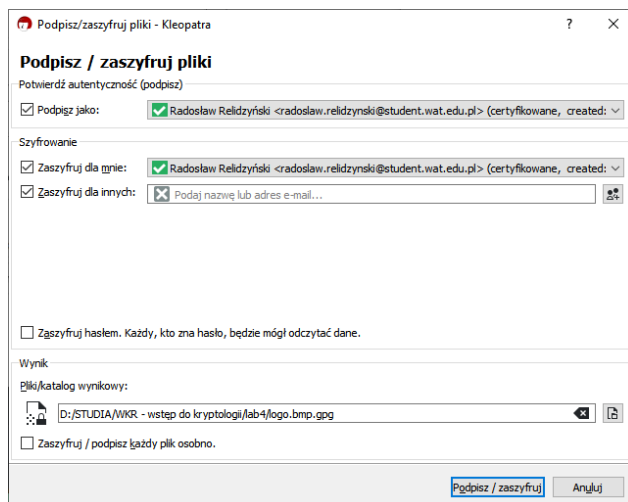 Podpisz/zaszyfruj pliki - Kleopatra
Podpisz / zaszyfruj pliki
Potwierdź autentyczność (podpis)
Podpisz jako: Radosław Relidzyński <radoslaw.relidzynski@student.wat.edu.pl> (certyfikowane, created:
Szyfrowanie
Zaszyfruj dla mnie: Radosław Relidzyński <radoslaw.relidzynski@student.wat.edu.pl> (certyfikowane, created:
Zaszyfruj dla innych: Podaj nazwę lub adres e-mail...
Zaszyfruj hasłem. Każdy, kto zna hasło, będzie mógł odczytać dane.
Wynik
Pliki/katalog wynikowy:
D:/STUDIA/WKR - wstęp do kryptologii/lab4/logo.bmp.gpg
Zaszyfruj / podpisz każdy plik osobno.
Podpisz / zaszyfruj Anuluj